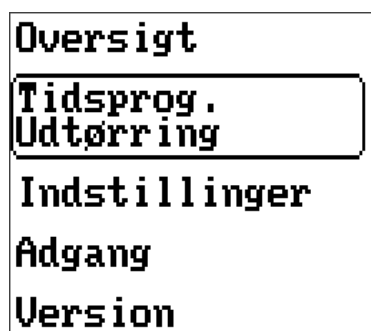 Oversigt
Tidsprog.
Udtørring
Indstillinger
Adgang
Version